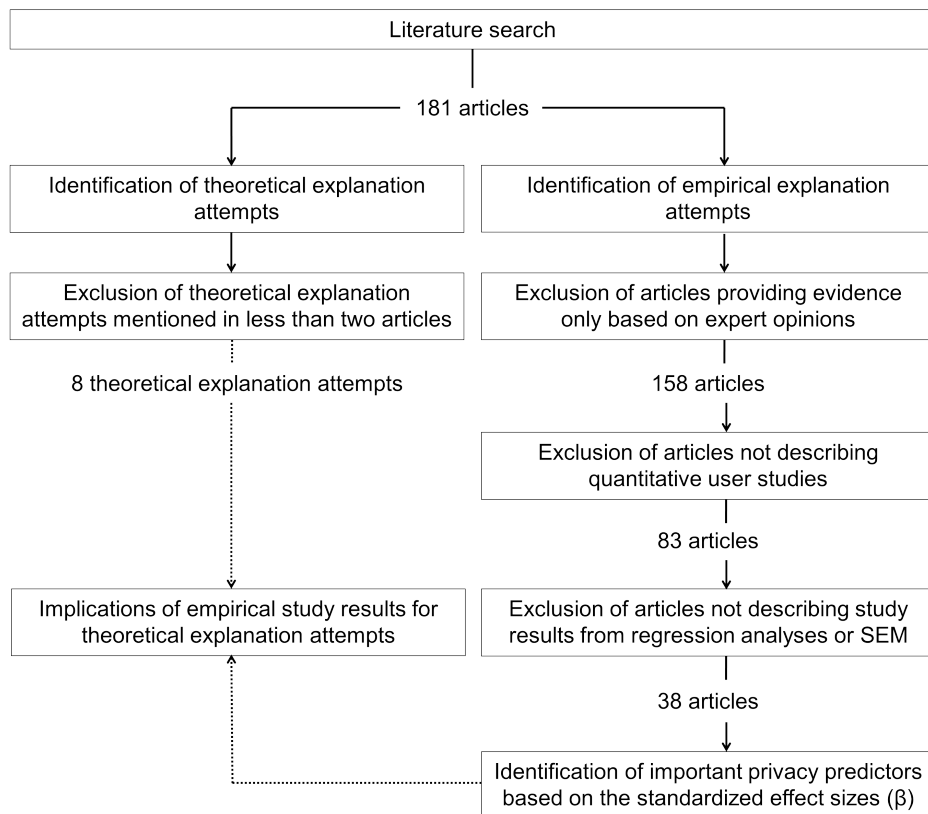 Literature search
181 articles
Identification of theoretical explanation
attempts
Identification of empirical explanation
attempts
Exclusion of theoretical explanation
attempts mentioned in less than two articles
Exclusion of articles providing evidence
only based on expert opinions
8 theoretical explanation attempts
158 articles
Exclusion of articles not describing
quantitative user studies
83 articles
Implications of empirical study results for
theoretical explanation attempts
Exclusion of articles not describing study
results from regression analyses or SEM
38 articles
Identification of important privacy predictors
based on the standardized effect sizes (β)